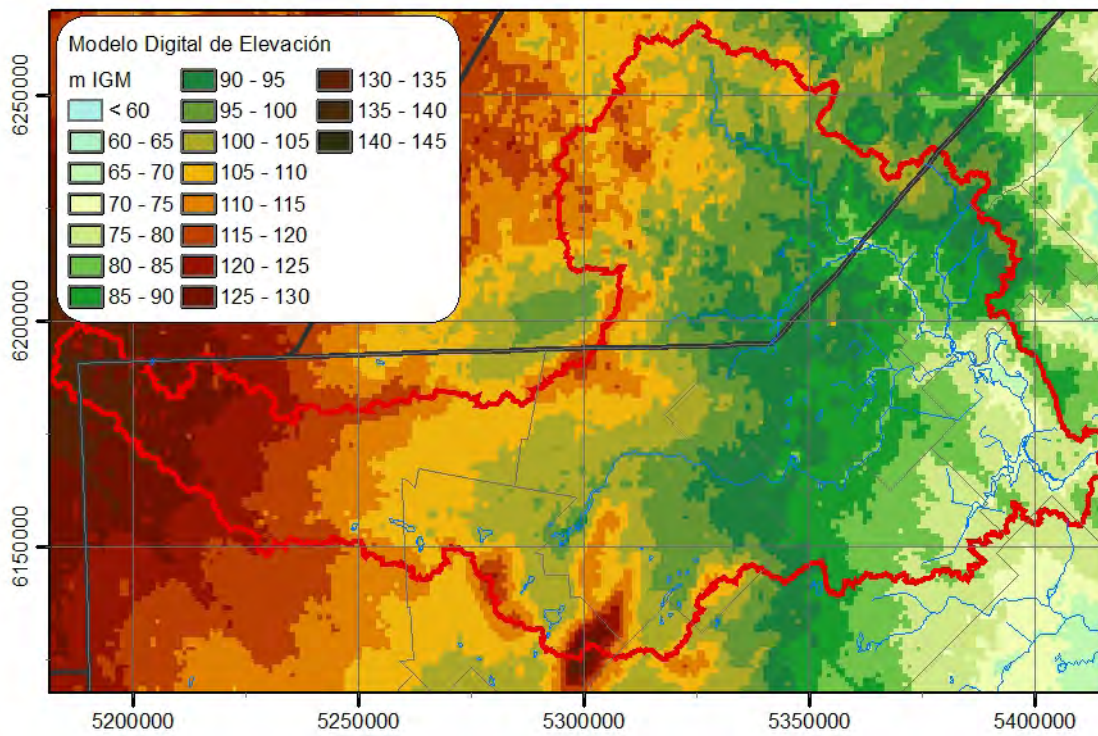 Modelo Digital de Elevación
m IGM
< 60
60 - 65
65 - 70
70 - 75
75 - 80
80 - 85
85 - 90
90 - 95
95 - 100
100 - 105
105 - 110
110 - 115
115 - 120
120 - 125
125 - 130
130 - 135
135 - 140
140 - 145
6250000
6200000
6150000
5200000
5250000
5300000
5350000
5400000